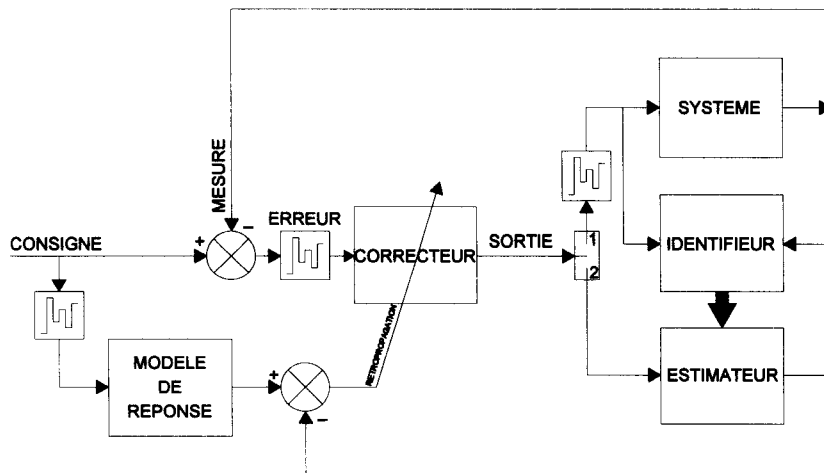 SYSTEME
MESURE
-
ERREUR
CONSIGNE
+
CORRECTEUR
SORTIE
1
2
IDENTIFIEUR
RETROPROPAGATION
MODELE
DE
REPONSE
+
-
ESTIMATEUR